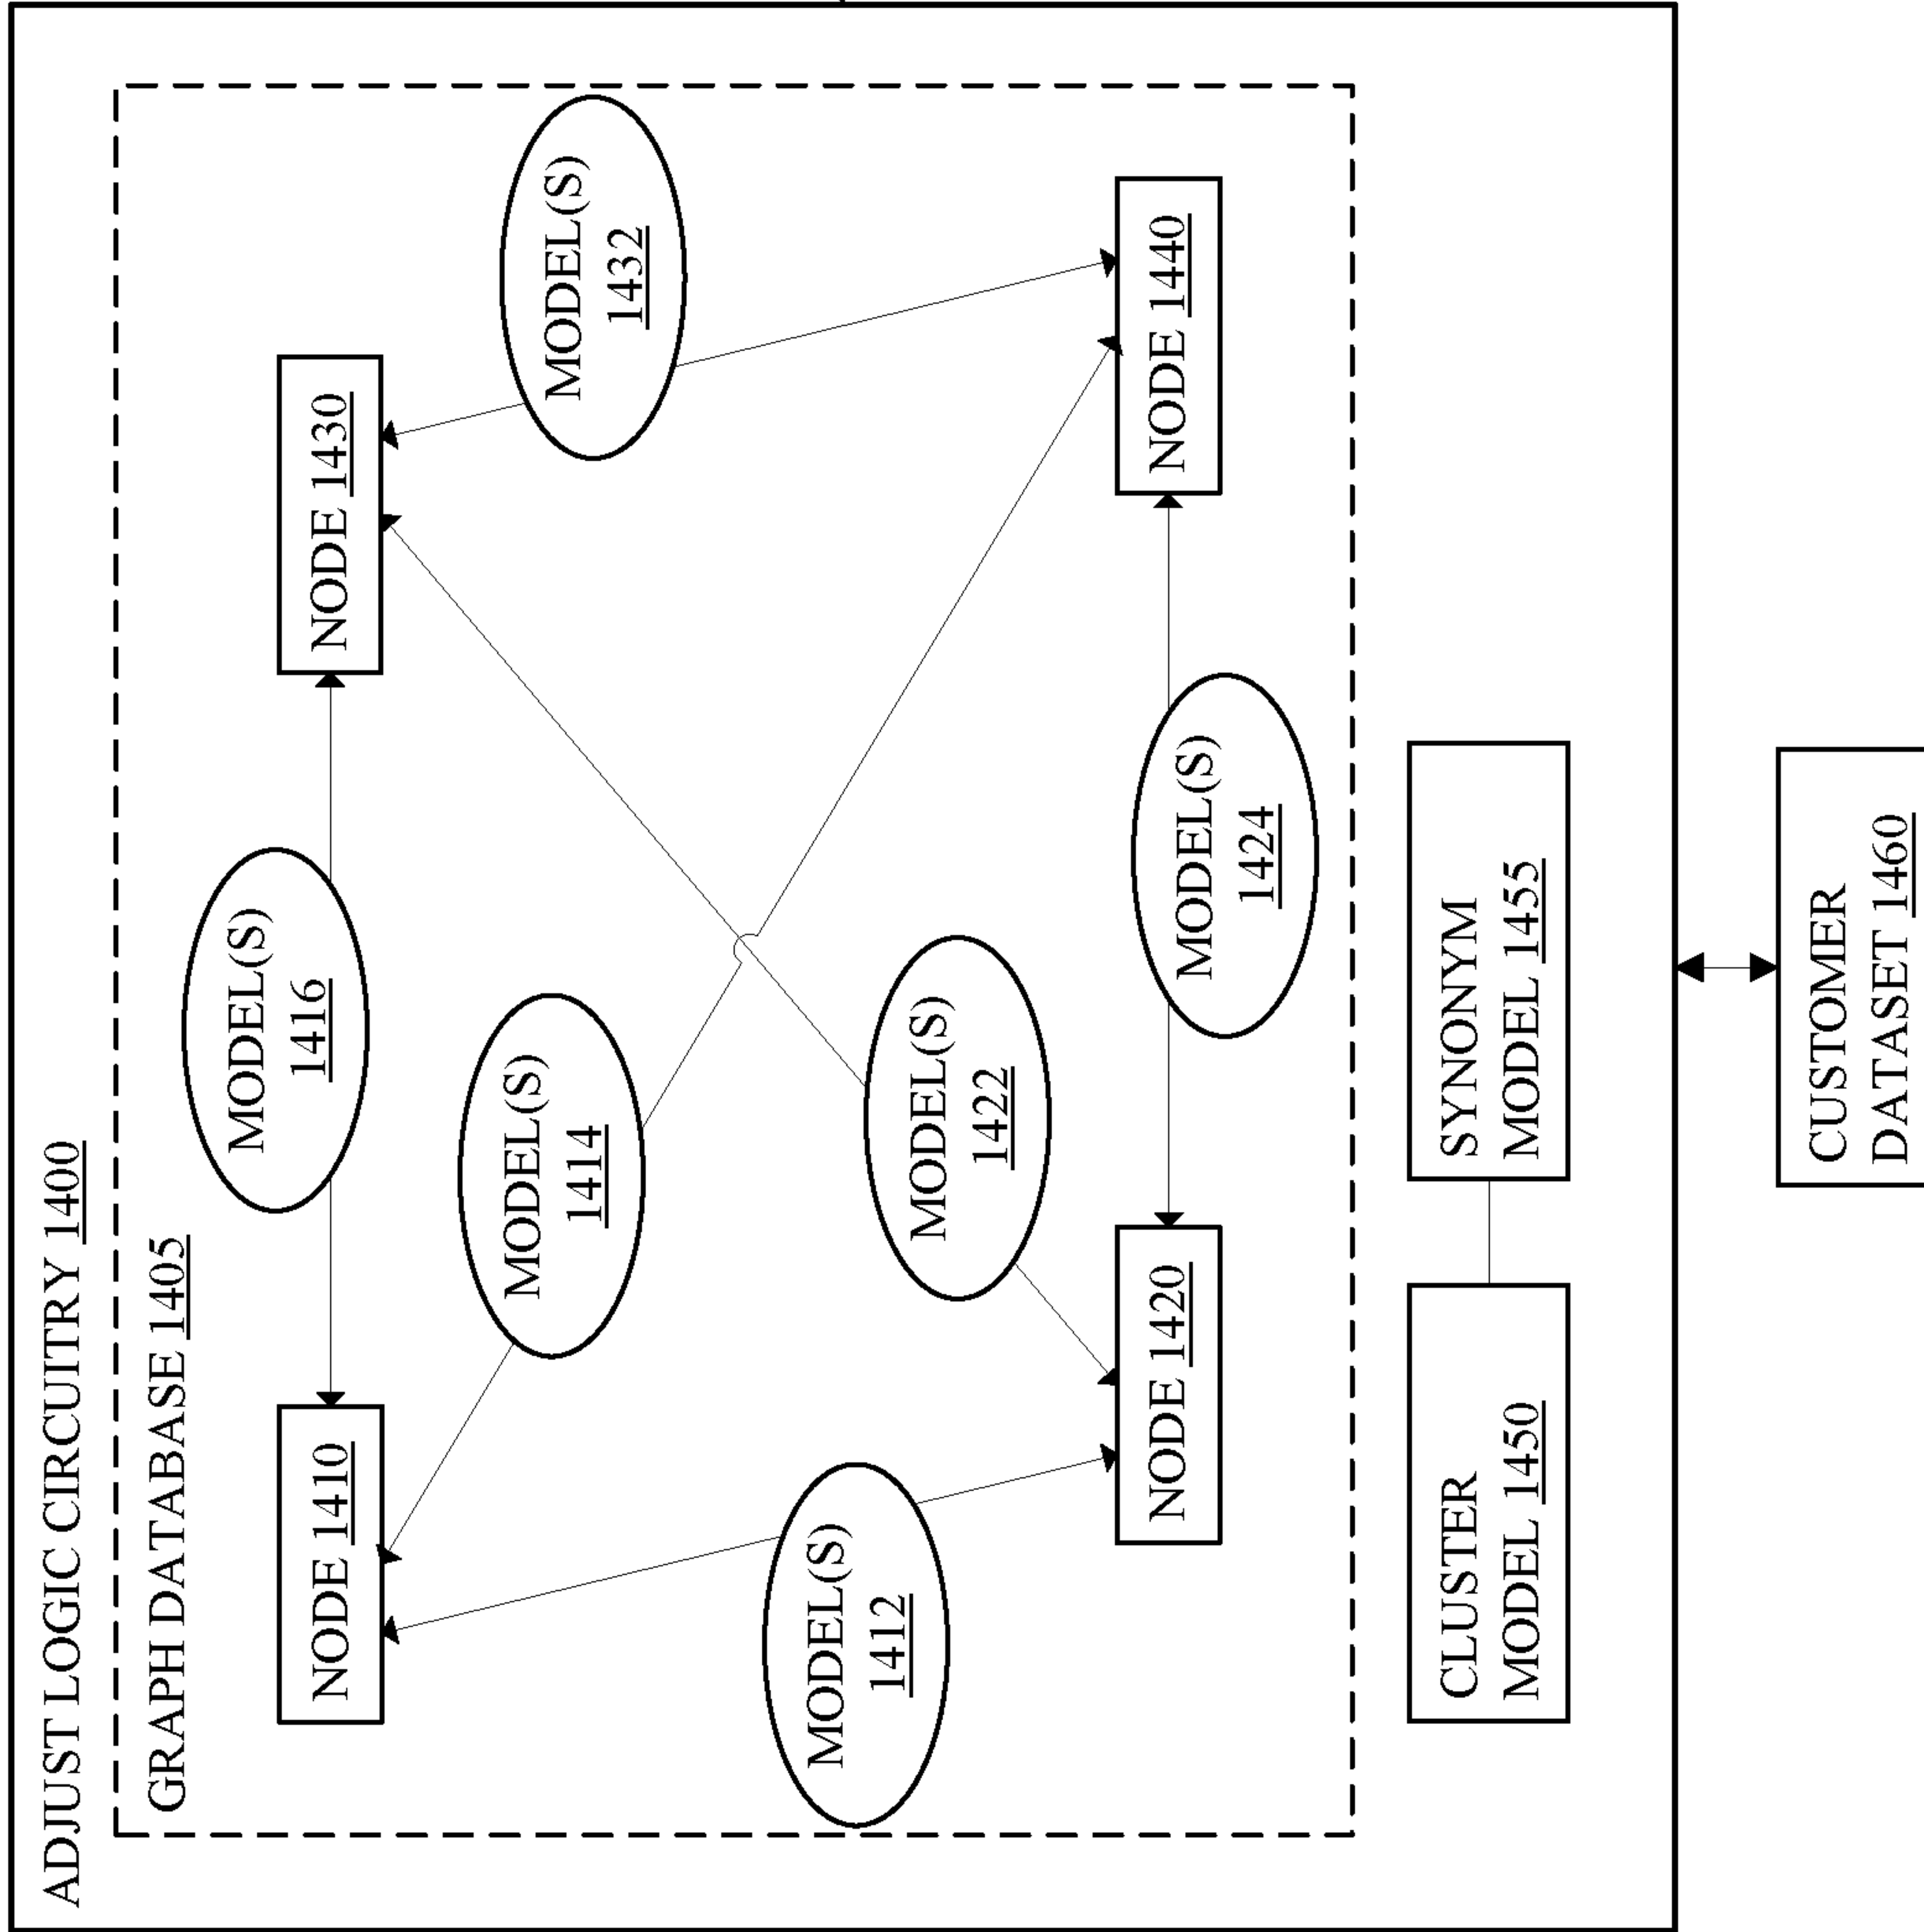 ADJUST LOGIC CIRCUITRY 1400
GRAPH DATABASE 1405
NODE 1410
MODEL(S)
1416
NODE 1430
MODEL(S)
1414
MODEL(S)
1432
MODEL(S)
1412
MODEL(S)
1422
NODE 1420
MODEL(S)
1424
NODE 1440
CLUSTER
MODEL 1450
SYNONYM
MODEL 1455
CUSTOMER
DATASET 1460